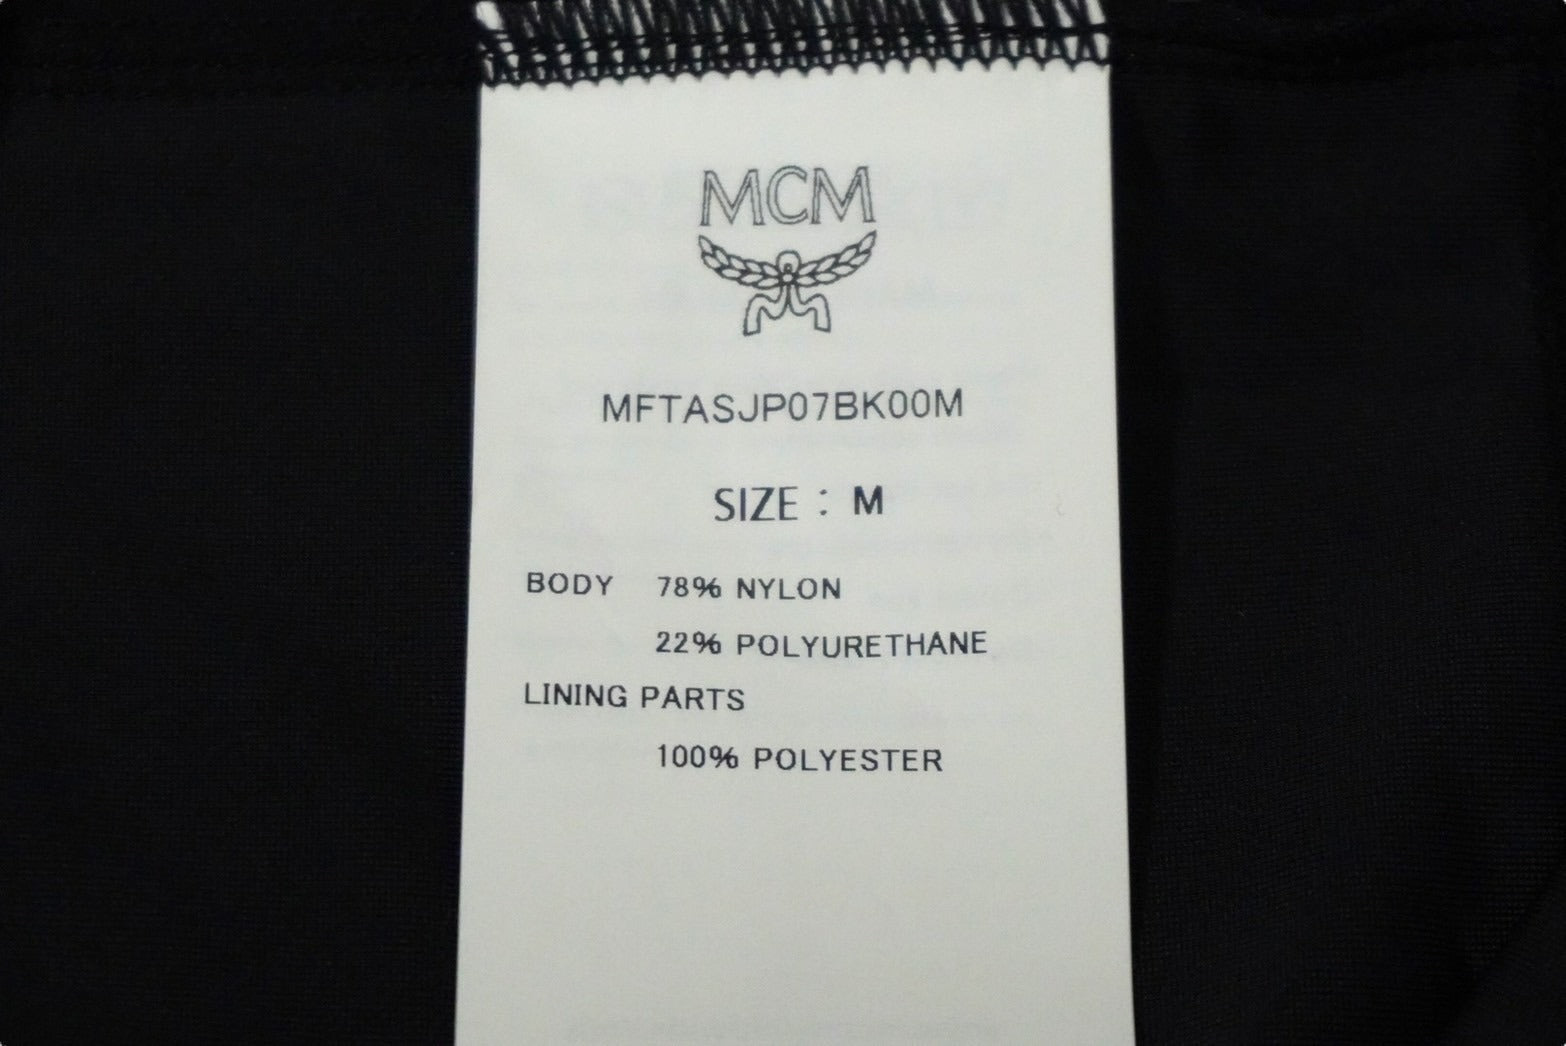 MCM
MFTASJP07BK00M
SIZE : M
BODY 78% NYLON
22% POLYURETHANE
LINING PARTS
100% POLYESTER